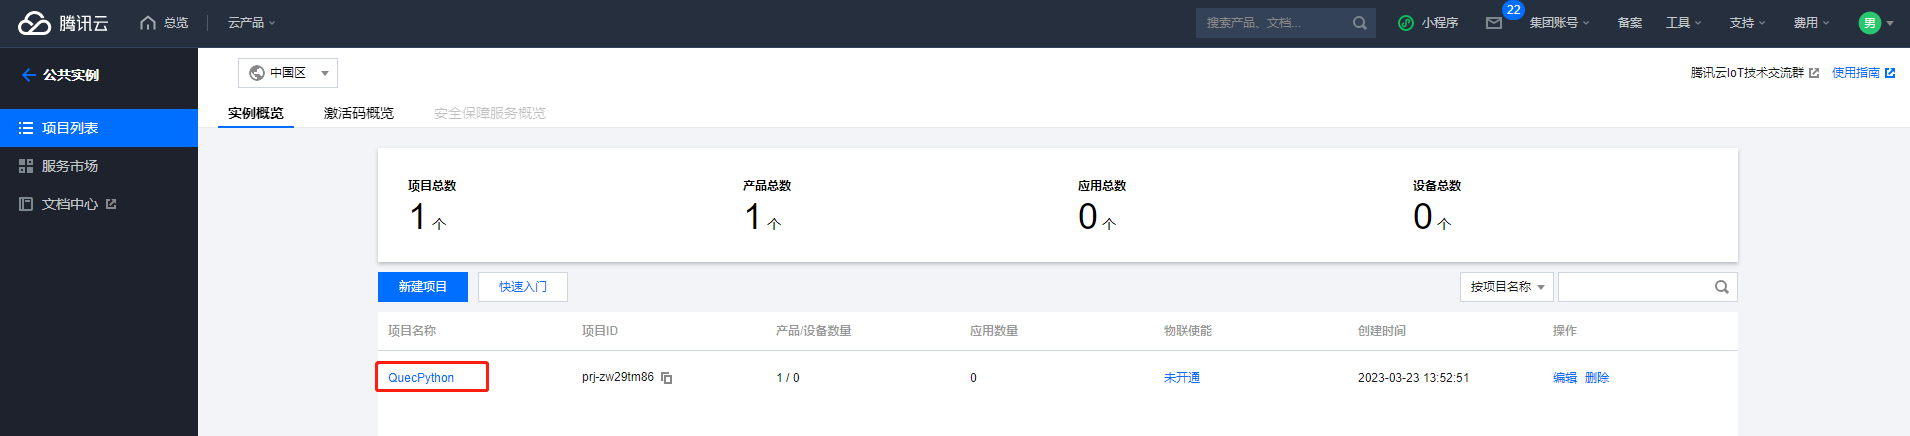 腾讯云 总览 云产品 搜索产品、文档... 小程序 22 集团账号 备案 工具 支持 费用 男
公共实例
中国区 腾讯云IoT技术交流群 使用指南
实例概览 激活码概览 安全保障服务概览
项目列表
服务市场
文档中心
项目总数 产品总数 应用总数 设备总数
1个 1个 0个 0个
新建项目 快速入门 按项目名称
项目名称 项目ID 产品/设备数量 应用数量 物联使能 创建时间 操作
QuecPython prj-zw29tm86 1 / 0 0 未开通 2023-03-23 13:52:51 编辑 删除